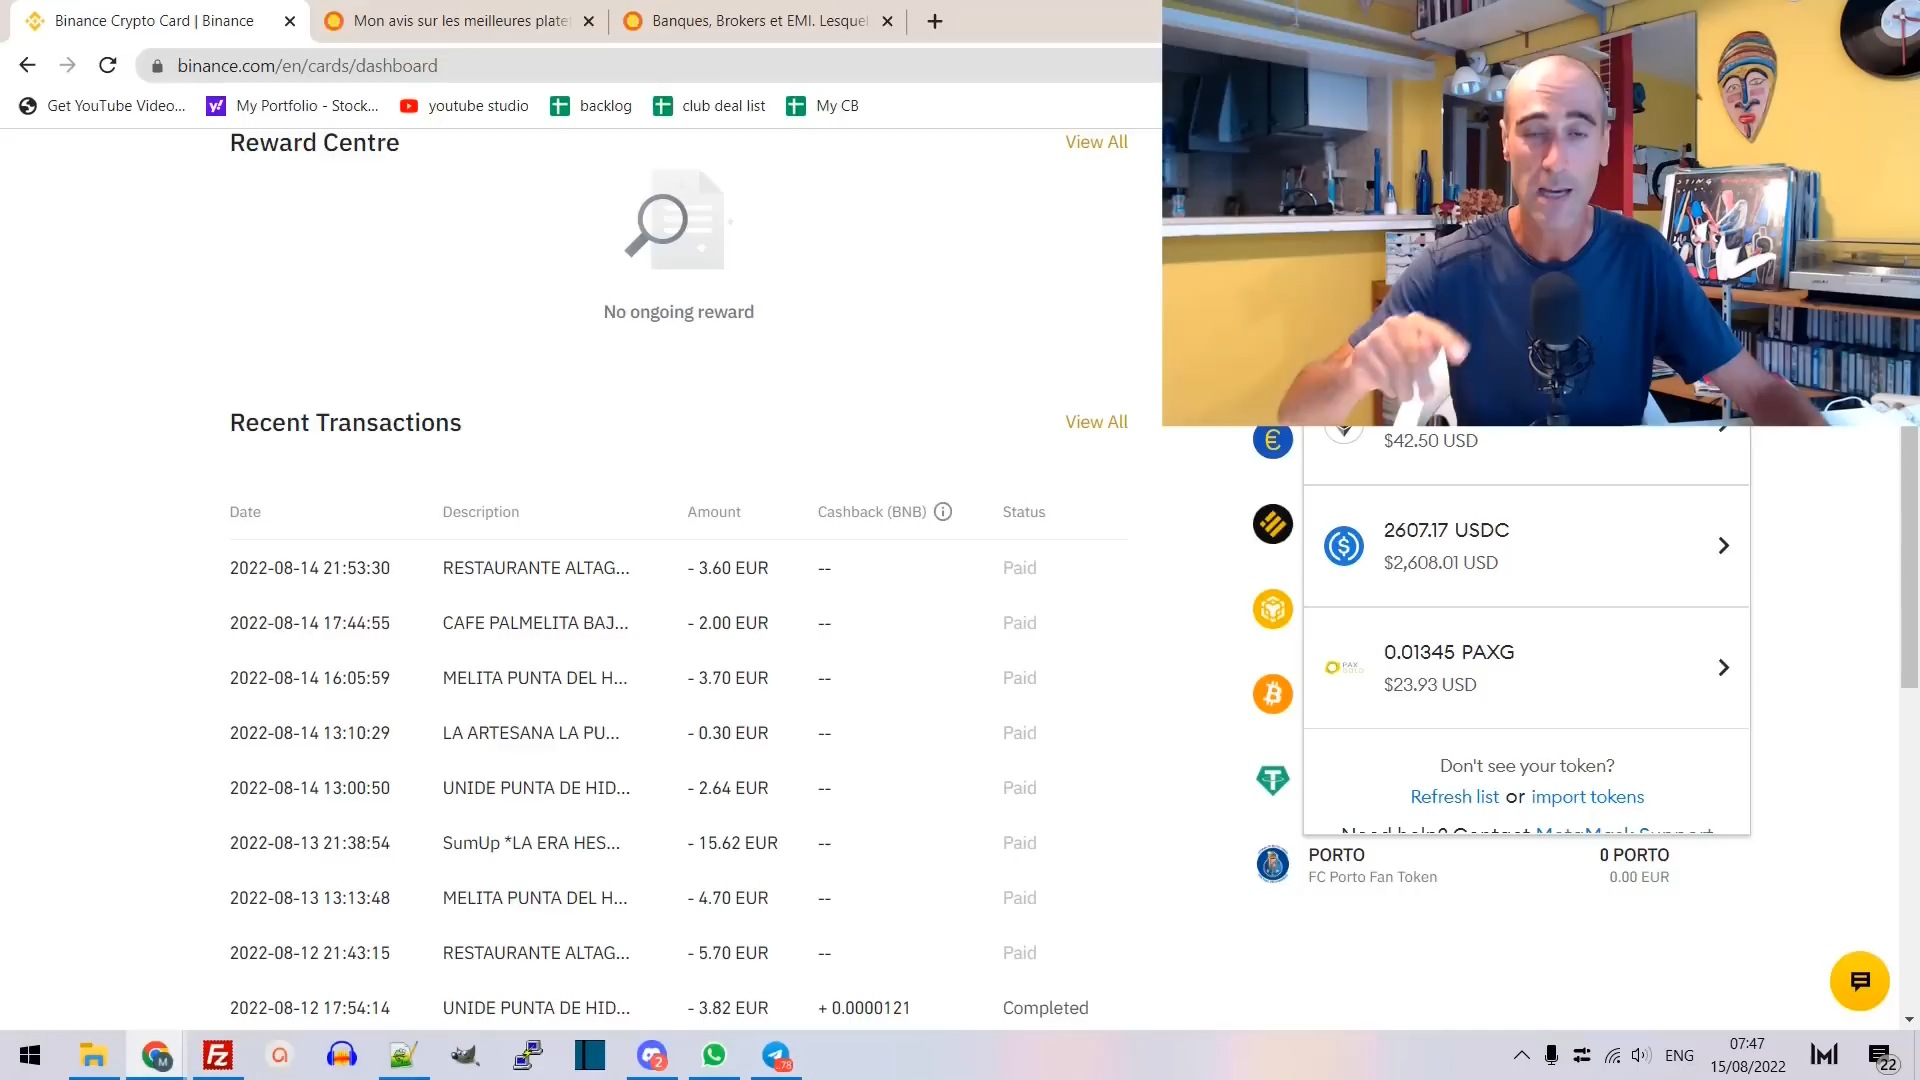 Binance Crypto Card | Binance
Mon avis sur les meilleures plate
Banques, Brokers et EMI. Lesquel
binance.com/en/cards/dashboard
Get YouTube Video...
My Portfolio - Stock...
youtube studio
backlog
club deal list
My CB
Reward Centre
View All
No ongoing reward
Recent Transactions
View All
Date Description Amount Cashback (BNB) Status
2022-08-14 21:53:30 RESTAURANTE ALTAG... - 3.60 EUR -- Paid
2022-08-14 17:44:55 CAFE PALMELITA BAJ... - 2.00 EUR -- Paid
2022-08-14 16:05:59 MELITA PUNTA DEL H... - 3.70 EUR -- Paid
2022-08-14 13:10:29 LA ARTESANA LA PU... - 0.30 EUR -- Paid
2022-08-14 13:00:50 UNIDE PUNTA DE HID... - 2.64 EUR -- Paid
2022-08-13 21:38:54 SumUp *LA ERA HES... - 15.62 EUR -- Paid
2022-08-13 13:13:48 MELITA PUNTA DEL H... - 4.70 EUR -- Paid
2022-08-12 21:43:15 RESTAURANTE ALTAG... - 5.70 EUR -- Paid
2022-08-12 17:54:14 UNIDE PUNTA DE HID... - 3.82 EUR + 0.0000121 Completed
STING
$42.50 USD
2607.17 USDC
$2,608.01 USD
PAX GOLD
0.01345 PAXG
$23.93 USD
Don't see your token?
Refresh list or import tokens
Need help? Contact MetaMask Support
PORTO 0 PORTO
FC Porto Fan Token 0.00 EUR
2
78
ENG
07:47
15/08/2022
22